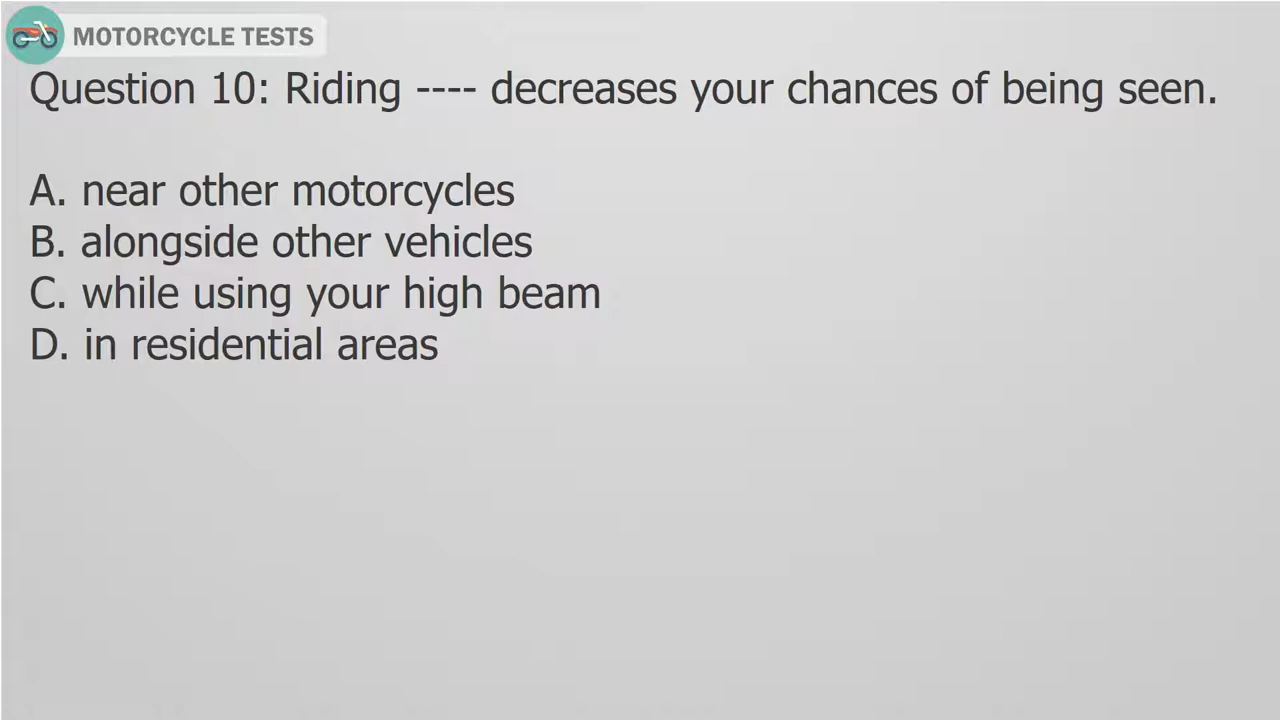 MOTORCYCLE TESTS
Question 10: Riding ---- decreases your chances of being seen.
A. near other motorcycles
B. alongside other vehicles
C. while using your high beam
D. in residential areas